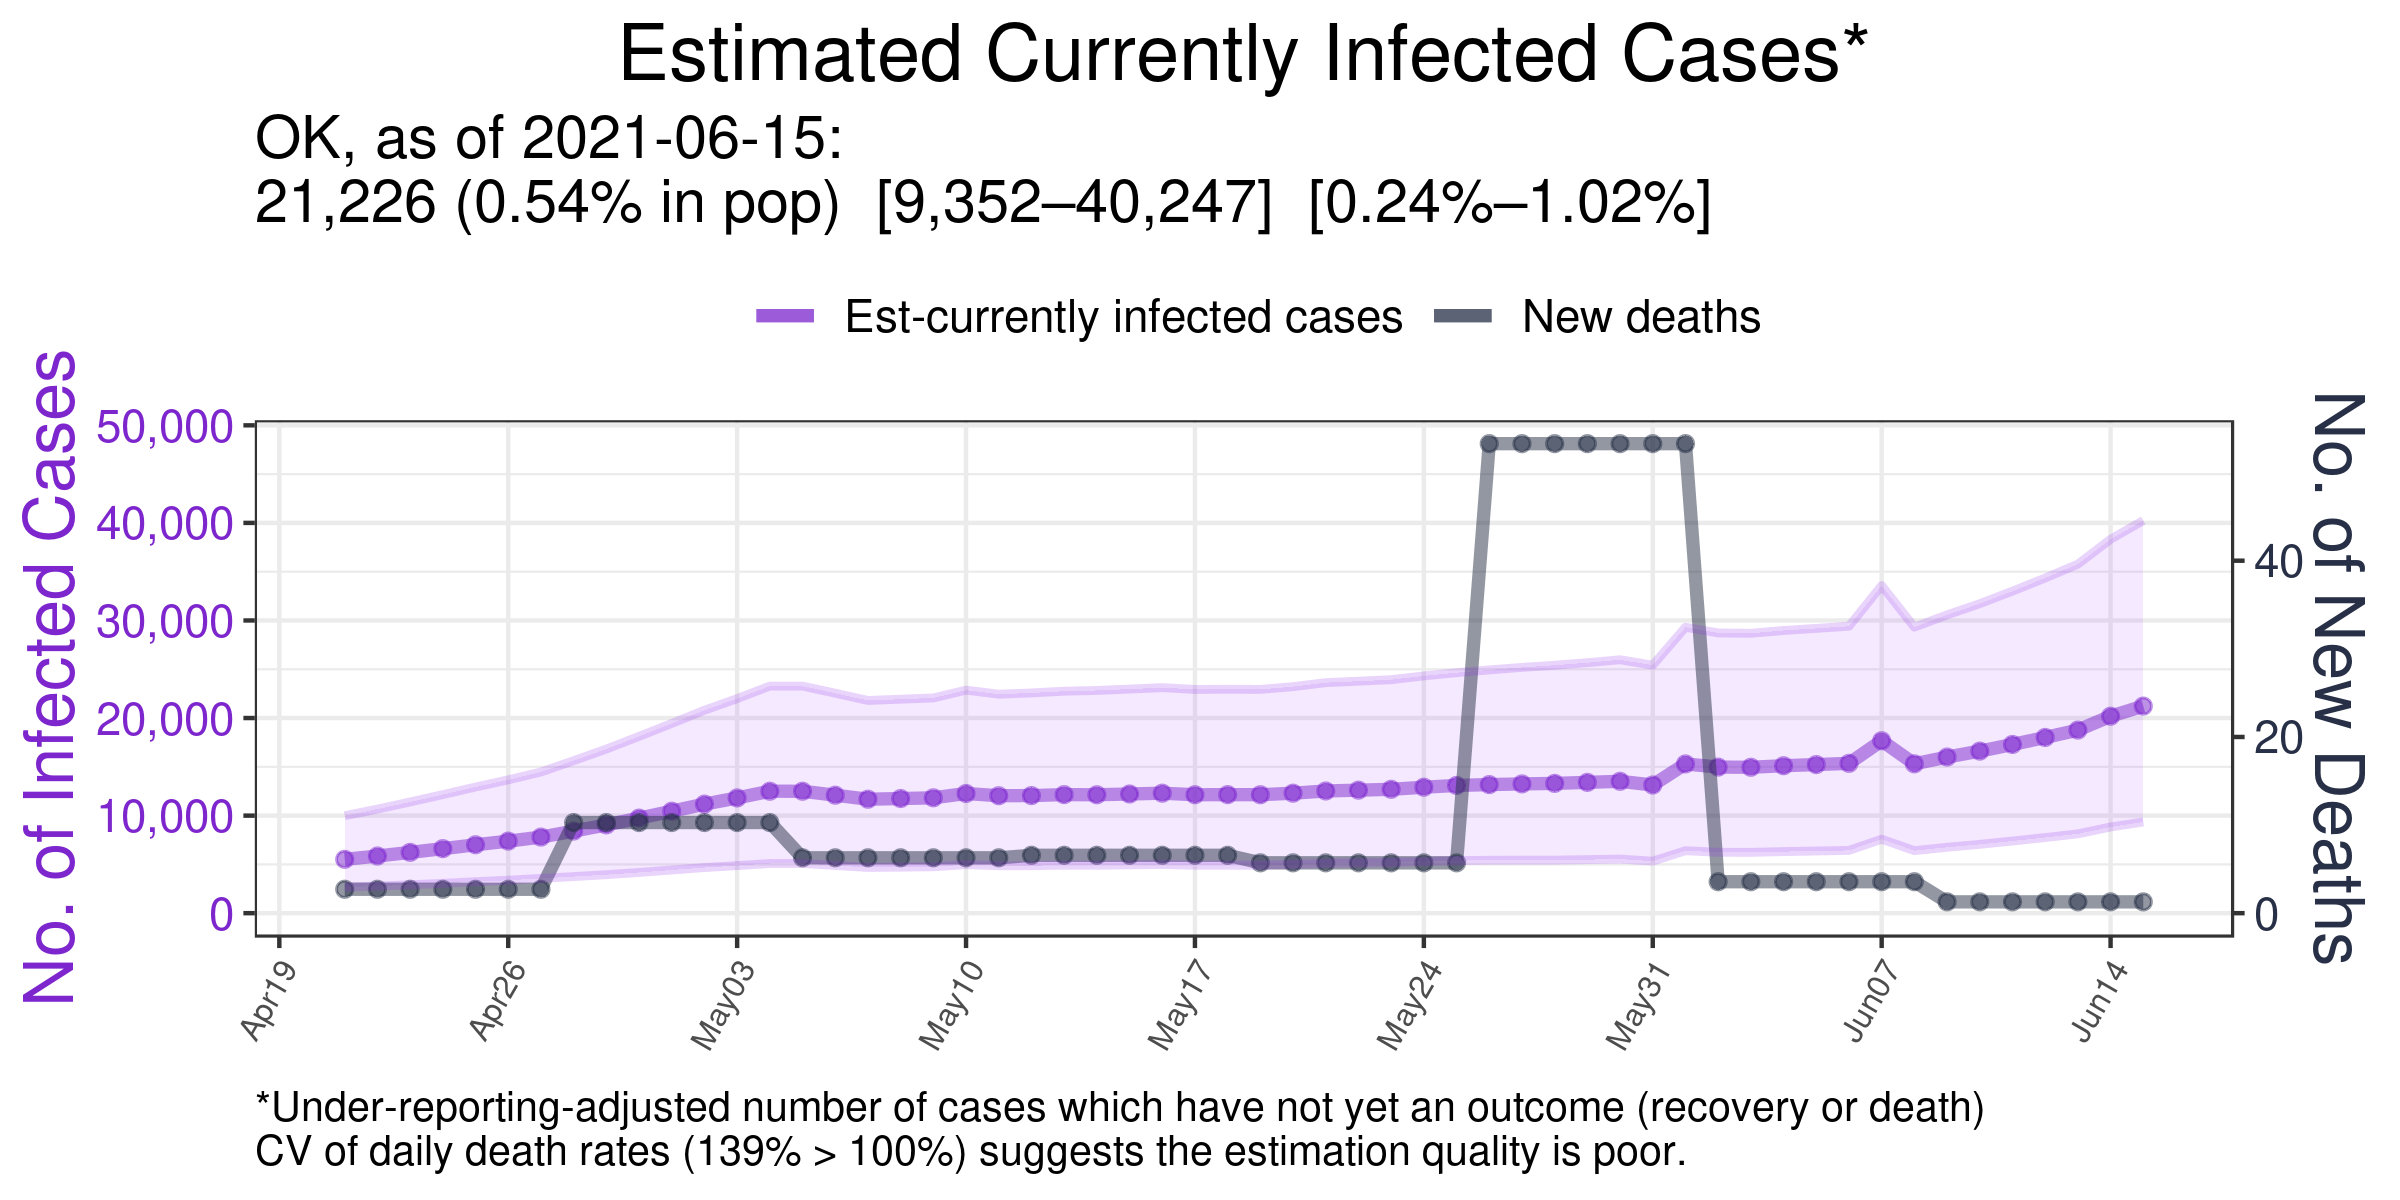 Estimated Currently Infected Cases*
OK, as of 2021-06-15:
21,226 (0.54% in pop)  [9,352–40,247]  [0.24%–1.02%]
Est-currently infected cases
New deaths
No. of Infected Cases
50,000
40,000
30,000
20,000
10,000
0
40
20
0
No. of New Deaths
Apr19
Apr26
May03
May10
May17
May24
May31
Jun07
Jun14
*Under-reporting-adjusted number of cases which have not yet an outcome (recovery or death)
CV of daily death rates (139% > 100%) suggests the estimation quality is poor.